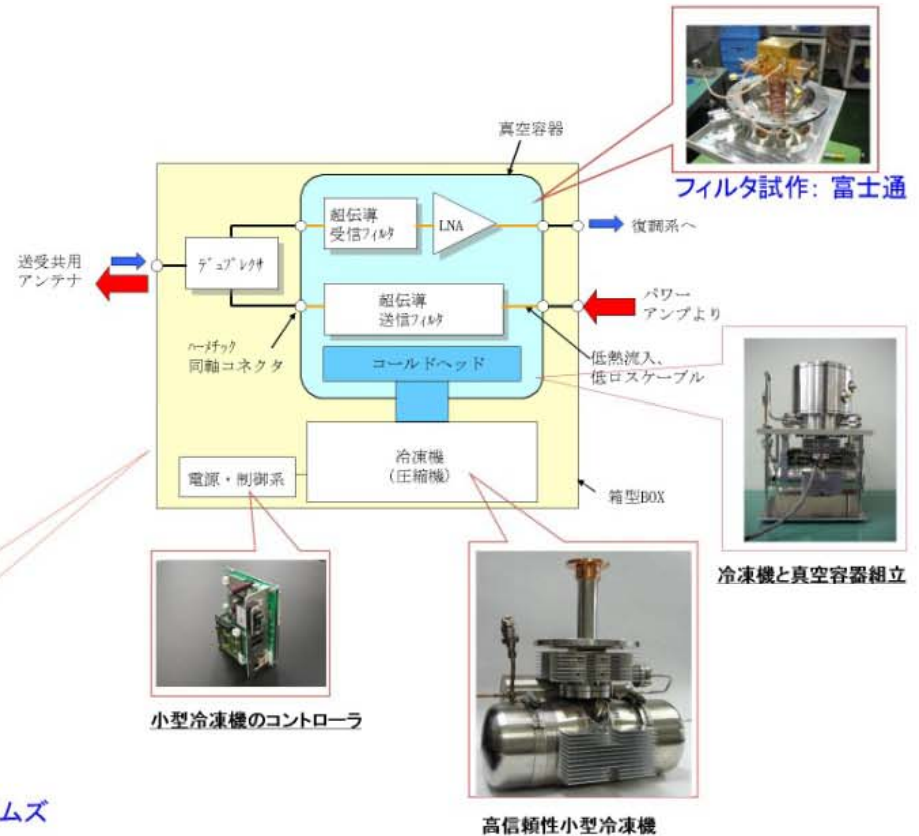 真空容器
フィルタ試作: 富士通
超伝導
受信フィルタ
LNA
復調系へ
送受共用
アンテナ
デュプレクサ
パワー
アンプより
超伝導
送信フィルタ
ハーメチック
同軸コネクタ
コールドヘッド
低熱流入、
低ロスケーブル
冷凍機
(圧縮機)
電源・制御系
箱型BOX
冷凍機と真空容器組立
小型冷凍機のコントローラ
ムズ
高信頼性小型冷凍機